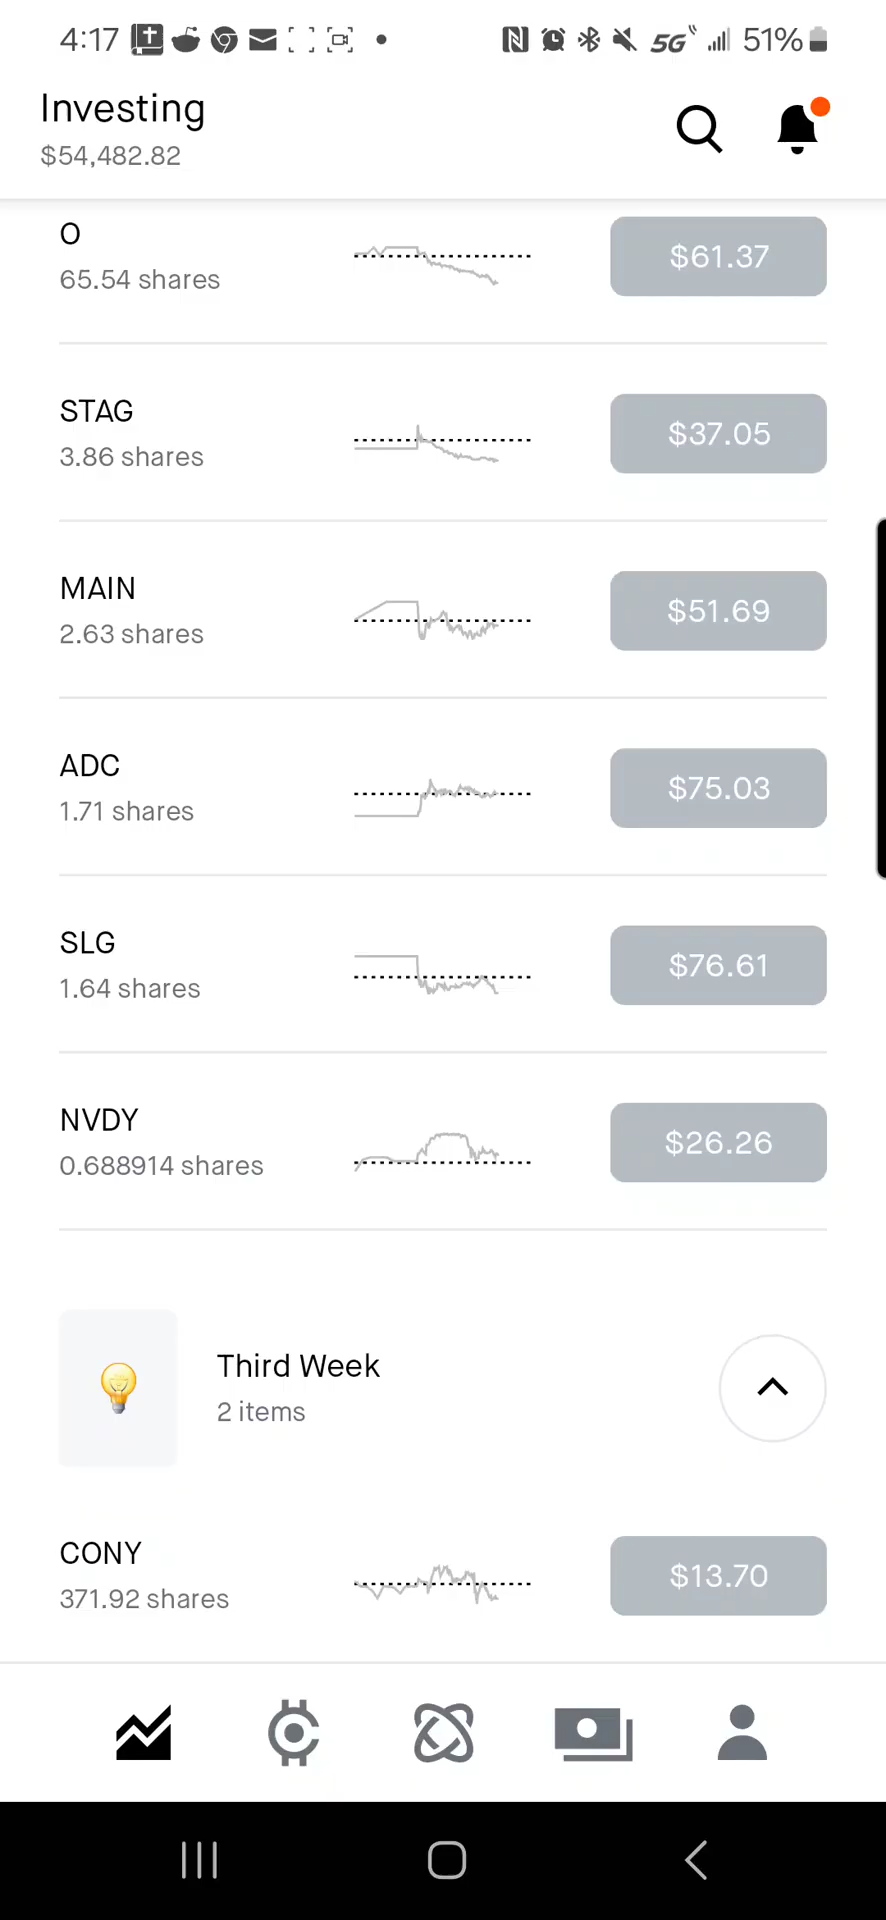 4:17
5G
51%
Investing
$54,482.82
O
65.54 shares
$61.37
STAG
3.86 shares
$37.05
MAIN
2.63 shares
$51.69
ADC
1.71 shares
$75.03
SLG
1.64 shares
$76.61
NVDY
0.688914 shares
$26.26
Third Week
2 items
CONY
371.92 shares
$13.70